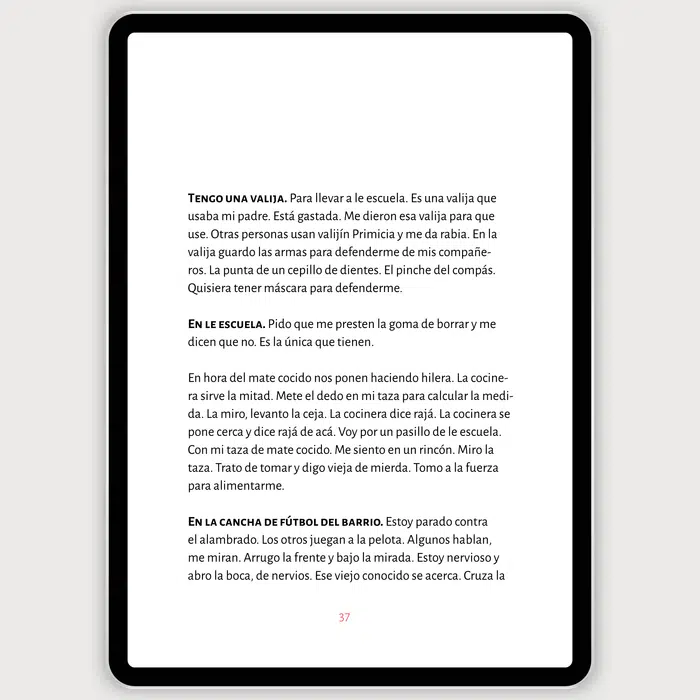 Tengo una valija. Para llevar a le escuela. Es una valija que
usaba mi padre. Está gastada. Me dieron esa valija para que
use. Otras personas usan valijín Primicia y me da rabia. En la
valija guardo las armas para defenderme de mis compañe-
ros. La punta de un cepillo de dientes. El pinche del compás.
Quisiera tener máscara para defenderme.
En le escuela. Pido que me presten la goma de borrar y me
dicen que no. Es la única que tienen.
En hora del mate cocido nos ponen haciendo hilera. La cocine-
ra sirve la mitad. Mete el dedo en mi taza para calcular la medi-
da. La miro, levanto la ceja. La cocinera dice rajá. La cocinera se
pone cerca y dice rajá de acá. Voy por un pasillo de le escuela.
Con mi taza de mate cocido. Me siento en un rincón. Miro la
taza. Trato de tomar y digo vieja de mierda. Tomo a la fuerza
para alimentarme.
En la cancha de fútbol del barrio. Estoy parado contra
el alambrado. Los otros juegan a la pelota. Algunos hablan,
me miran. Arrugo la frente y bajo la mirada. Estoy nervioso y
abro la boca, de nervios. Ese viejo conocido se acerca. Cruza la
37